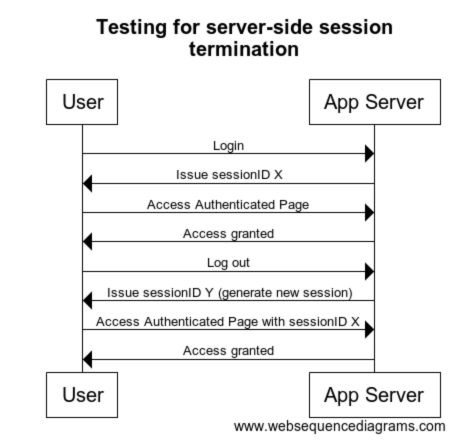 Testing for server-side session
termination
User
App Server
Login
Issue sessionID X
Access Authenticated Page
Access granted
Log out
Issue sessionID Y (generate new session)
Access Authenticated Page with sessionID X
Access granted
User
App Server
www.websequencediagrams.com